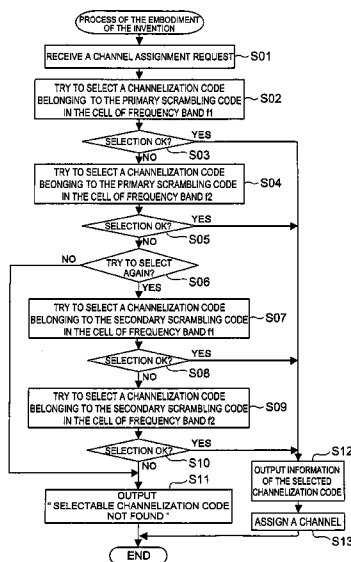 PROCESS OF THE EMBODIMENT
OF THE INVENTION
RECEIVE A CHANNEL ASSIGNMENT REQUEST
S01
TRY TO SELECT A CHANNELIZATION CODE
BELONGING TO THE PRIMARY SCRAMBLING CODE
IN THE CELL OF FREQUENCY BAND f1
S02
SELECTION OK?
YES
S03
NO
TRY TO SELECT A CHANNELIZATION CODE
BEONGING TO THE PRIMARY SCRAMBLING CODE
IN THE CELL OF FREQUENCY BAND f2
S04
SELECTION OK?
YES
S05
NO
NO
TRY TO SELECT
AGAIN?
S06
YES
TRY TO SELECT A CHANNELIZATION CODE
BELONGING TO THE SECONDARY SCRAMBLING CODE
IN THE CELL OF FREQUENCY BAND f1
S07
SELECTION OK?
YES
S08
NO
TRY TO SELECT A CHANNELIZATION CODE
BELONGING TO THE SECONDARY SCRAMBLING CODE
IN THE CELL OF FREQUENCY BAND f2
S09
SELECTION OK?
YES
S10
NO
S11
OUTPUT
" SELECTABLE CHANNELIZATION CODE
NOT FOUND "
S12
OUTPUT INFORMATION
OF THE SELECTED
CHANNELIZATION CODE
ASSIGN A CHANNEL
S13
END